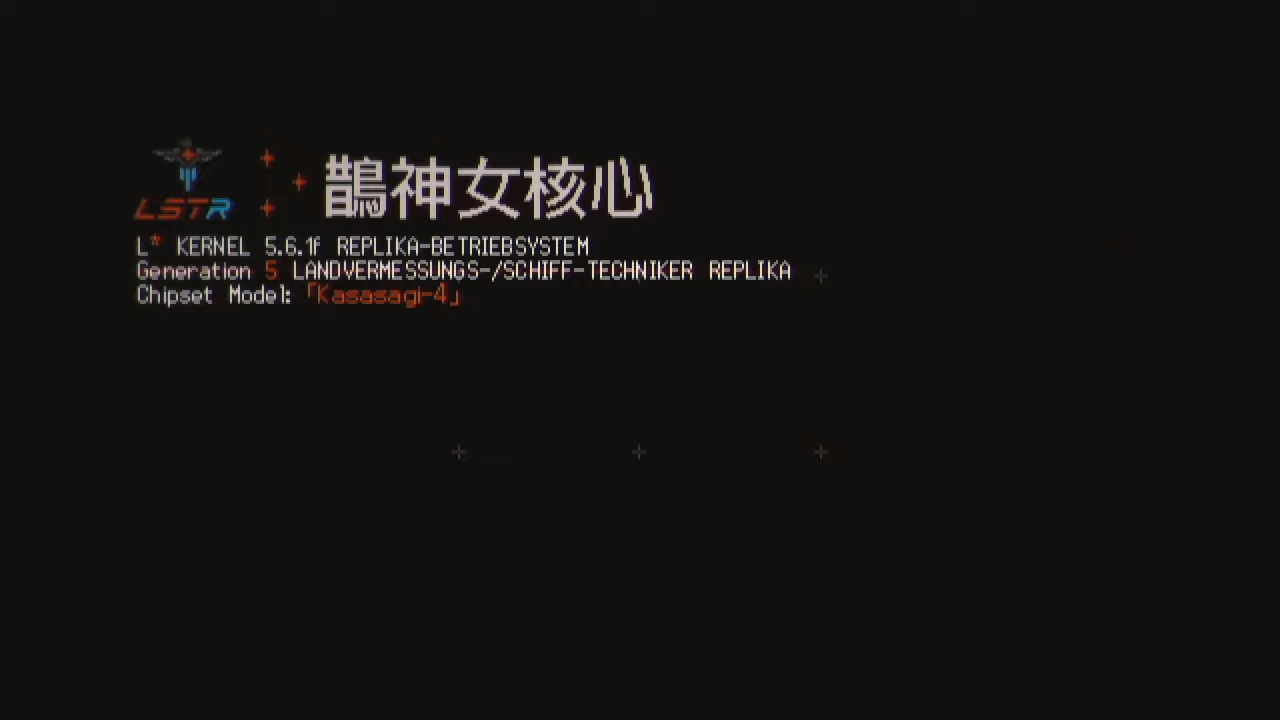 LSTR
鵲神女核心
L* KERNEL 5.6.1f REPLIKA-BETRIEBSYSTEM
Generation 5 LANDVERMESSUNGS-/SCHIFF-TECHNIKER REPLIKA
Chipset Model: 「Kasasagi-4」